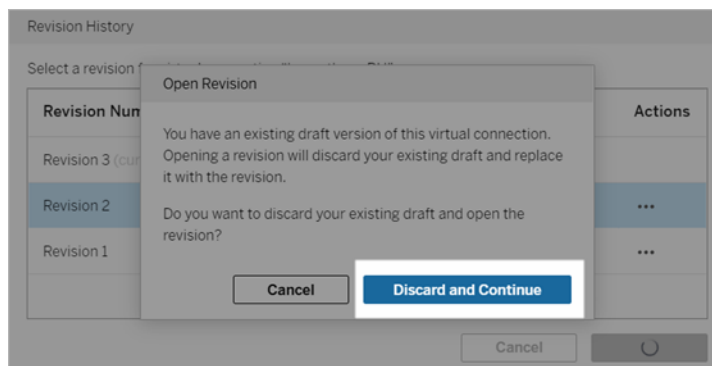 Revision History
Select a revision
Open Revision
Revision Num
Actions
You have an existing draft version of this virtual connection.
Opening a revision will discard your existing draft and replace
it with the revision.
Revision 3 (cur
Revision 2
•••
Do you want to discard your existing draft and open the
revision?
Revision 1
•••
Cancel
Discard and Continue
Cancel